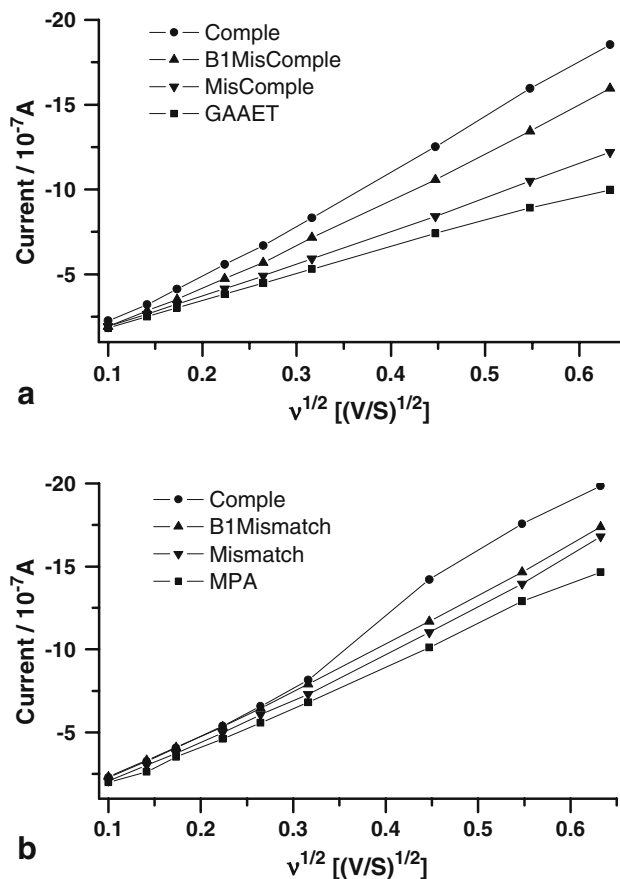 -20
-15
-10
-5
Current / 10⁻⁷A
Comple
B1MisComple
MisComple
GAAET
0.1 0.2 0.3 0.4 0.5 0.6
a
ν^1/2 [(V/S)^1/2]
-20
-15
-10
-5
Current / 10⁻⁷A
Comple
B1Mismatch
Mismatch
MPA
0.1 0.2 0.3 0.4 0.5 0.6
b
ν^1/2 [(V/S)^1/2]